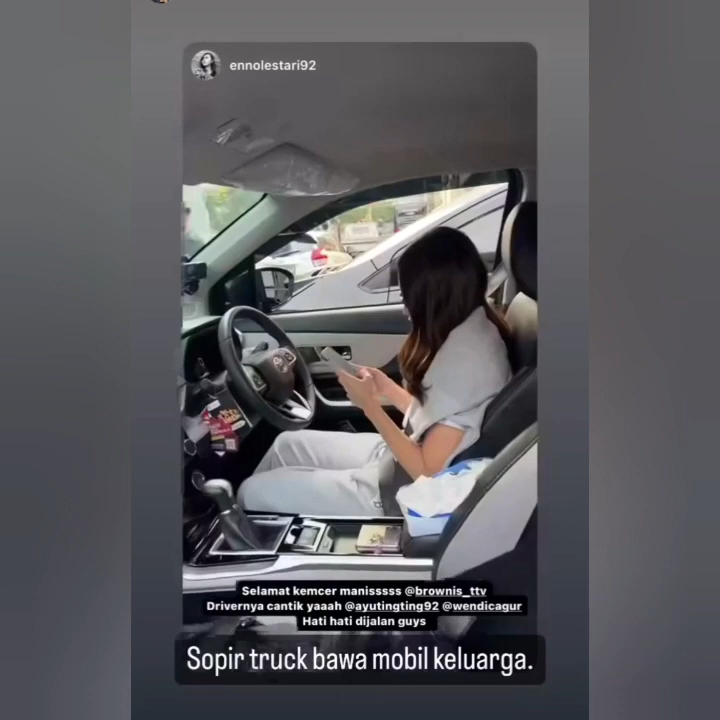 ennolestari92
Selamat kemcer manisssss @brownis_ttv
Drivernya cantik yaaah @ayutingting92 @wendicagur
Hati hati dijalan guys
Sopir truck bawa mobil keluarga.